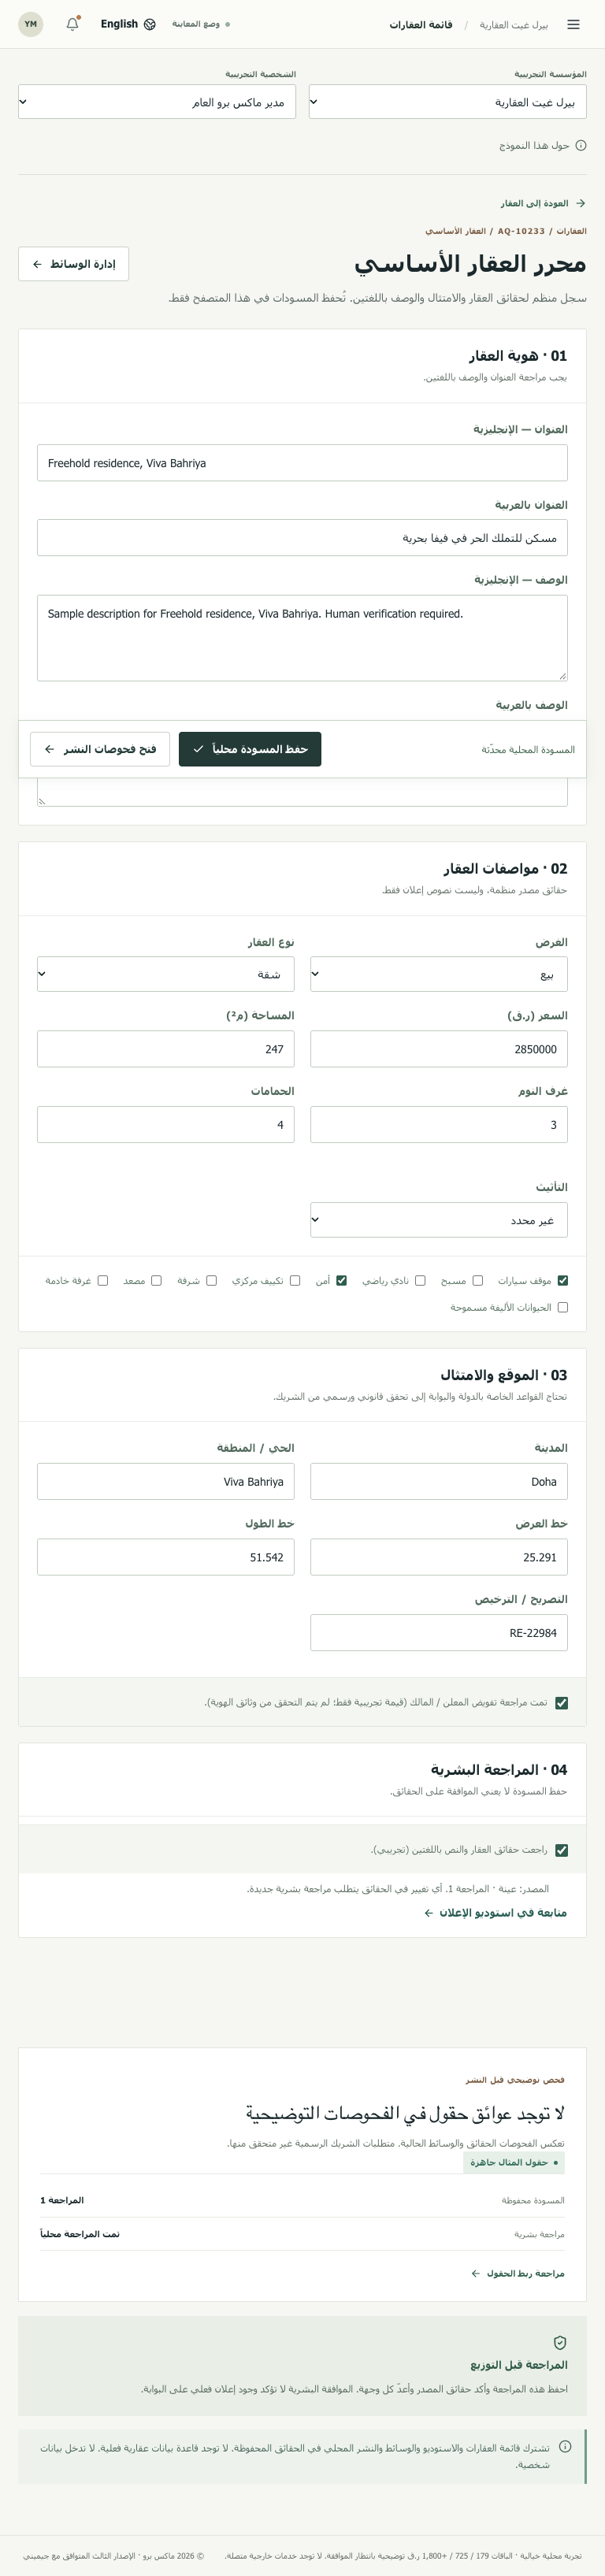 بيرل غيت العقارية / قائمة العقارات
وضع المعاينة
English
YM
المؤسسة التجريبية
بيرل غيت العقارية
الشخصية التجريبية
مدير ماكس برو العام
حول هذا النموذج
العودة إلى العقار
العقارات / AQ-10233 / العقار الأساسي
محرر العقار الأساسي
إدارة الوسائط
سجل منظم لحقائق العقار والامتثال والوصف باللغتين. تُحفظ المسودات في هذا المتصفح فقط.
01 · هوية العقار
يجب مراجعة العنوان والوصف باللغتين.
العنوان — الإنجليزية
Freehold residence, Viva Bahriya
العنوان بالعربية
مسكن للتملك الحر في فيفا بحرية
الوصف — الإنجليزية
Sample description for Freehold residence, Viva Bahriya. Human verification required.
الوصف بالعربية
المسودة المحلية محدّثة
حفظ المسودة محلياً
فتح فحوصات النشر
02 · مواصفات العقار
حقائق مصدر منظمة، وليست نصوص إعلان فقط.
الغرض
بيع
نوع العقار
شقة
السعر (ر.ق)
2850000
المساحة (م²)
247
غرف النوم
3
الحمامات
4
التأثيث
غير محدد
موقف سيارات
مسبح
نادي رياضي
أمن
تكييف مركزي
شرفة
مصعد
غرفة خادمة
الحيوانات الأليفة مسموحة
03 · الموقع والامتثال
تحتاج القواعد الخاصة بالدولة والبوابة إلى تحقق قانوني ورسمي من الشريك.
المدينة
Doha
الحي / المنطقة
Viva Bahriya
خط العرض
25.291
خط الطول
51.542
التصريح / الترخيص
RE-22984
تمت مراجعة تفويض المعلن / المالك (قيمة تجريبية فقط؛ لم يتم التحقق من وثائق الهوية).
04 · المراجعة البشرية
حفظ المسودة لا يعني الموافقة على الحقائق.
راجعت حقائق العقار والنص باللغتين (تجريبي).
المصدر: عينة · المراجعة 1. أي تغيير في الحقائق يتطلب مراجعة بشرية جديدة.
متابعة في استوديو الإعلان
فحص توضيحي قبل النشر
لا توجد عوائق حقول في الفحوصات التوضيحية
تعكس الفحوصات الحقائق والوسائط الحالية. متطلبات الشريك الرسمية غير متحقق منها.
حقول المثال جاهزة
المسودة محفوظة
المراجعة 1
مراجعة بشرية
تمت المراجعة محلياً
مراجعة ربط الحقول
المراجعة قبل التوزيع
احفظ هذه المراجعة وأكد حقائق المصدر وأعدّ كل وجهة. الموافقة البشرية لا تؤكد وجود إعلان فعلي على البوابة.
تشترك قائمة العقارات والاستوديو والوسائط والنشر المحلي في الحقائق المحفوظة. لا توجد قاعدة بيانات عقارية فعلية. لا تدخل بيانات
شخصية.
تجربة محلية خيالية · الباقات 179 / 725 / +1,800 ر.ق توضيحية بانتظار الموافقة. لا توجد خدمات خارجية متصلة.
© 2026 ماكس برو · الإصدار الثالث المتوافق مع جيميني